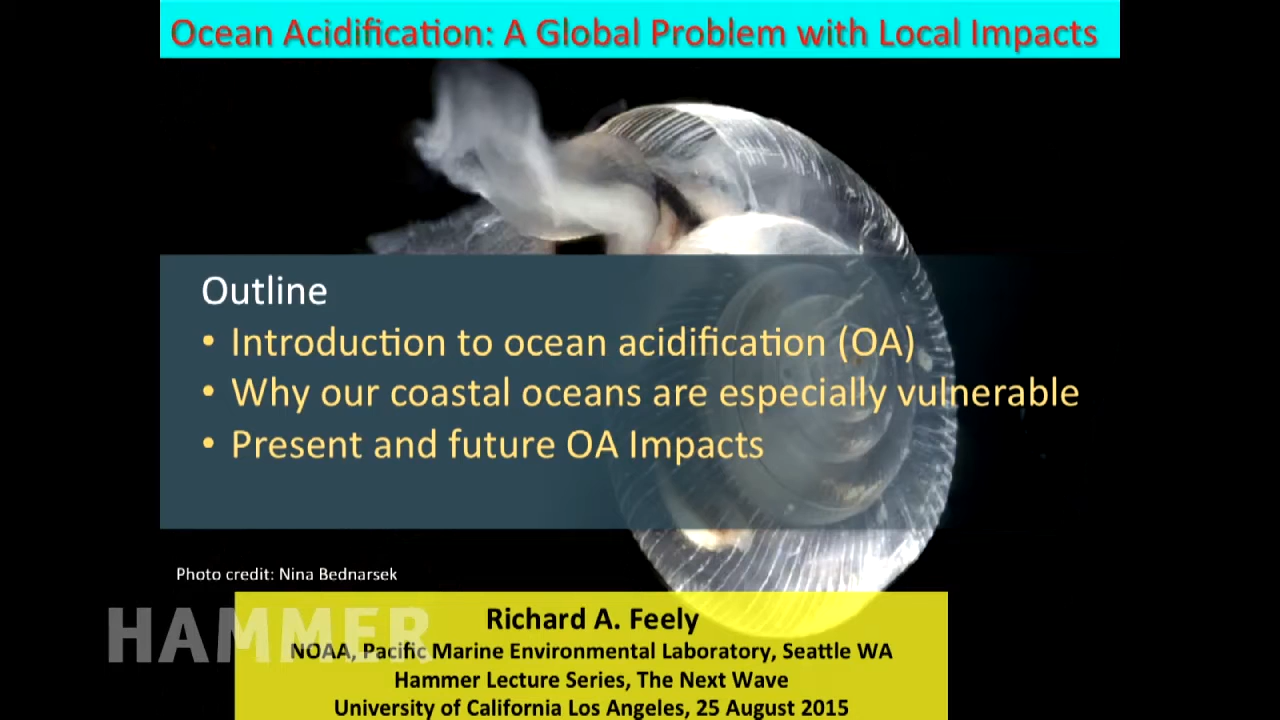 Ocean Acidification: A Global Problem with Local Impacts
Outline
• Introduction to ocean acidification (OA)
• Why our coastal oceans are especially vulnerable
• Present and future OA Impacts
Photo credit: Nina Bednarsek
HAMMER
Richard A. Feely
NOAA, Pacific Marine Environmental Laboratory, Seattle WA
Hammer Lecture Series, The Next Wave
University of California Los Angeles, 25 August 2015